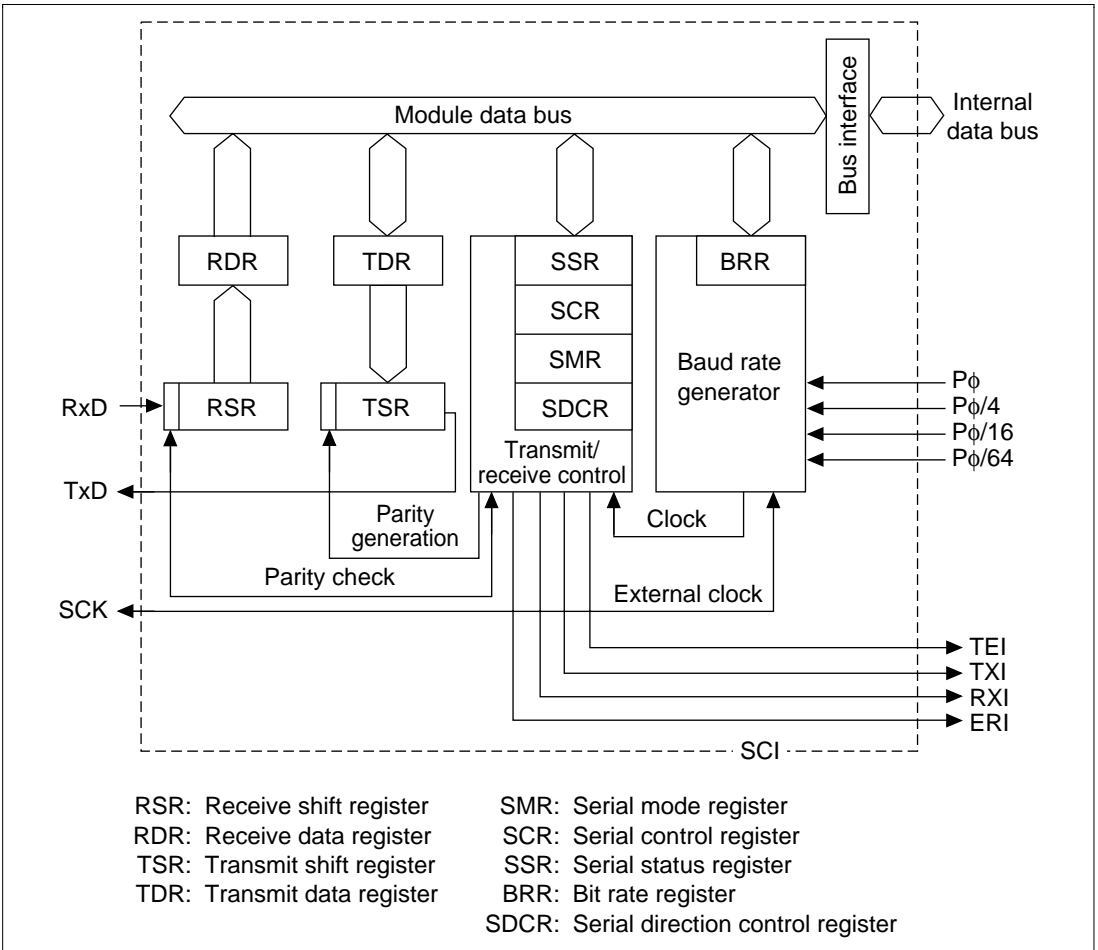 Module data bus
Bus interface
Internal
data bus
RDR
TDR
SSR
BRR
SCR
SMR
SDCR
Baud rate
generator
RSR
TSR
Transmit/
receive control
RxD
TxD
SCK
Pϕ
Pϕ/4
Pϕ/16
Pϕ/64
Parity
generation
Clock
Parity check
External clock
TEI
TXI
RXI
ERI
SCI
RSR: Receive shift register
RDR: Receive data register
TSR: Transmit shift register
TDR: Transmit data register
SMR: Serial mode register
SCR: Serial control register
SSR: Serial status register
BRR: Bit rate register
SDCR: Serial direction control register